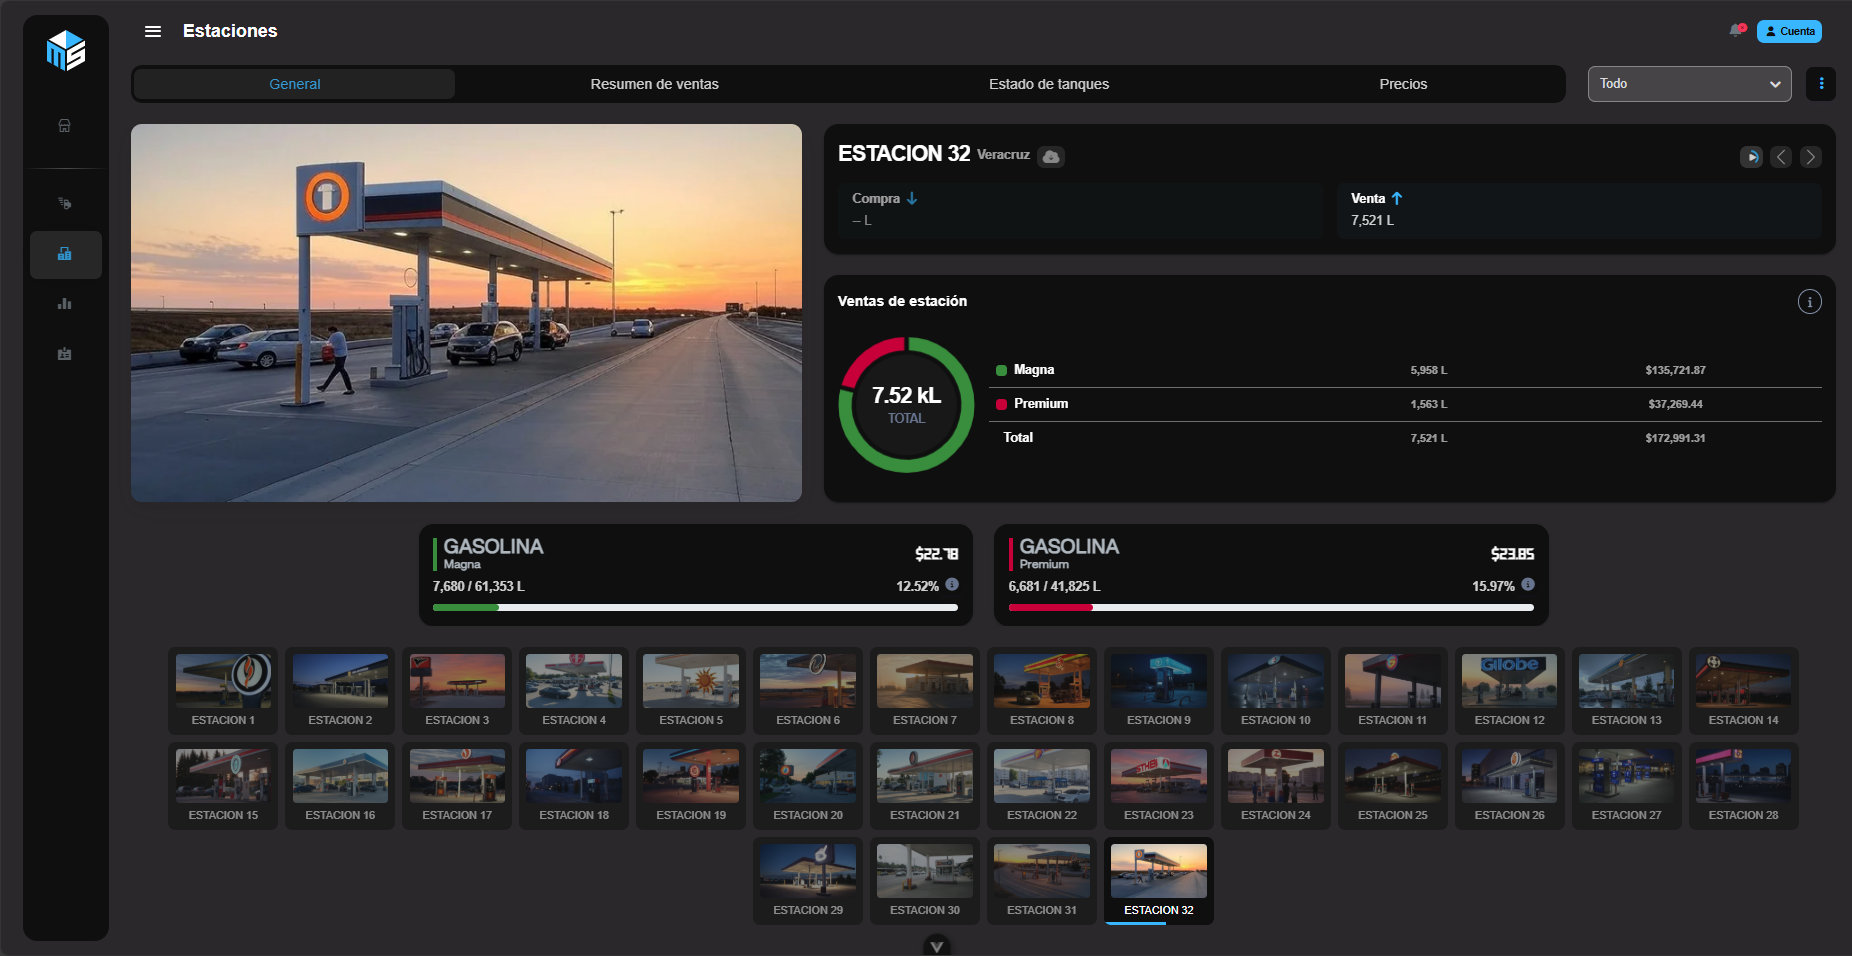 Estaciones
Cuenta
General
Resumen de ventas
Estado de tanques
Precios
Todo
ESTACION 32 Veracruz
Compra
-- L
Venta
7,521 L
Ventas de estación
7.52 kL
TOTAL
Magna 5,958 L $135,721.87
Premium 1,563 L $37,269.44
Total 7,521 L $172,991.31
GASOLINA
Magna
$22.78
7,680 / 61,353 L
12.52%
GASOLINA
Premium
$23.85
6,681 / 41,825 L
15.97%
ESTACION 1
ESTACION 2
ESTACION 3
ESTACION 4
ESTACION 5
ESTACION 6
ESTACION 7
ESTACION 8
ESTACION 9
ESTACION 10
ESTACION 11
Gilobe
ESTACION 12
ESTACION 13
ESTACION 14
ESTACION 15
ESTACION 16
ESTACION 17
ESTACION 18
ESTACION 19
ESTACION 20
ESTACION 21
ESTACION 22
ESTACION 23
ESTACION 24
ESTACION 25
ESTACION 26
ESTACION 27
ESTACION 28
ESTACION 29
ESTACION 30
ESTACION 31
ESTACION 32